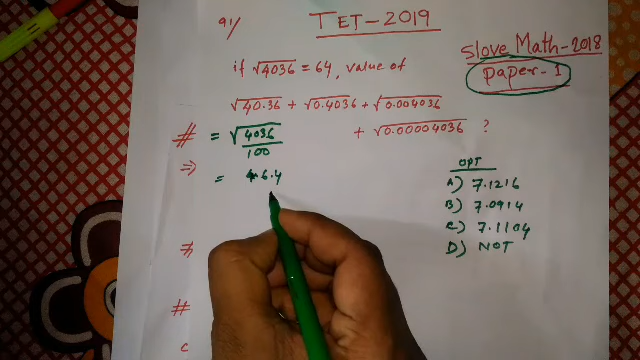 Q1/ TET-2019
Slove Math-2018
Paper-1
if √4036 = 64, value of
√40.36 + √0.4036 + √0.004036
+ √0.00004036 ?
# = √4036/100
⇒ = 6.4
OPT
A) 7.1216
B) 7.0914
C) 7.1104
D) NOT
⇒
#
C